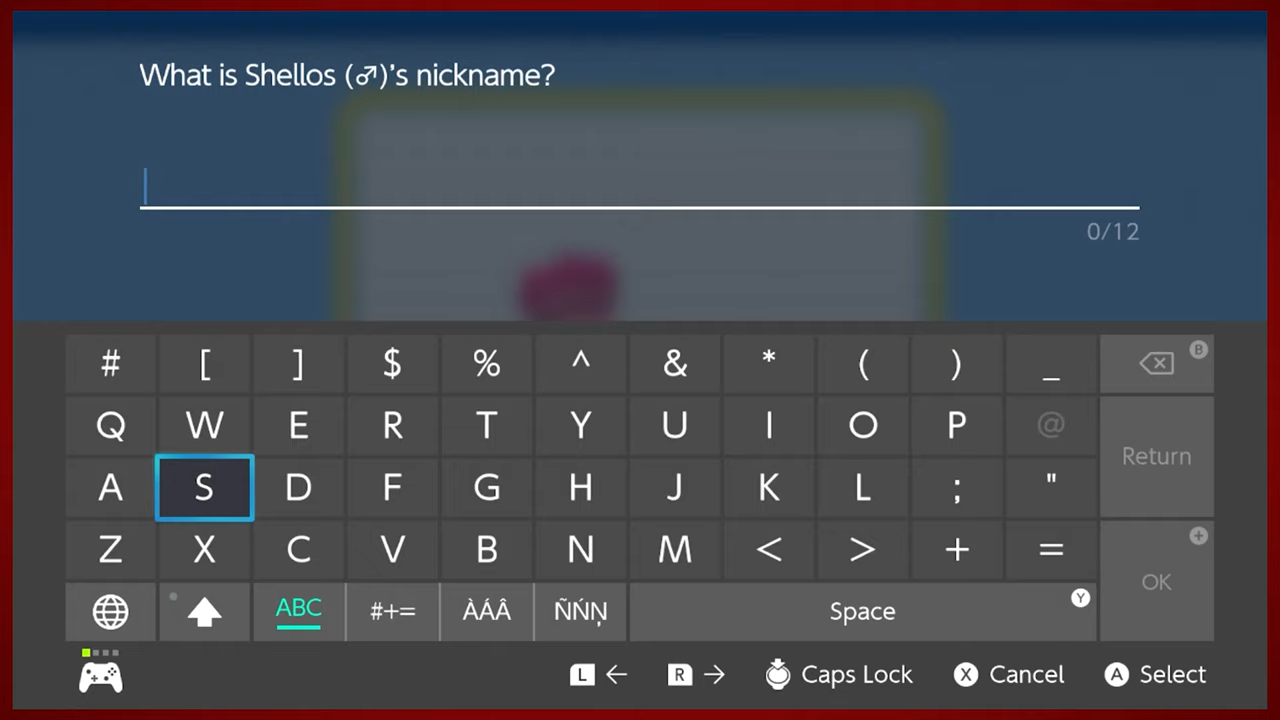 What is Shellos (♂)'s nickname?
0/12
# [ ] $ % ^ & * ( ) _ B
Q W E R T Y U I O P @ Return
A S D F G H J K L ; "
Z X C V B N M < > + = + OK
ABC #+= ÀÁÂ ÑŃŅ Space Y
L ← R → Caps Lock X Cancel A Select